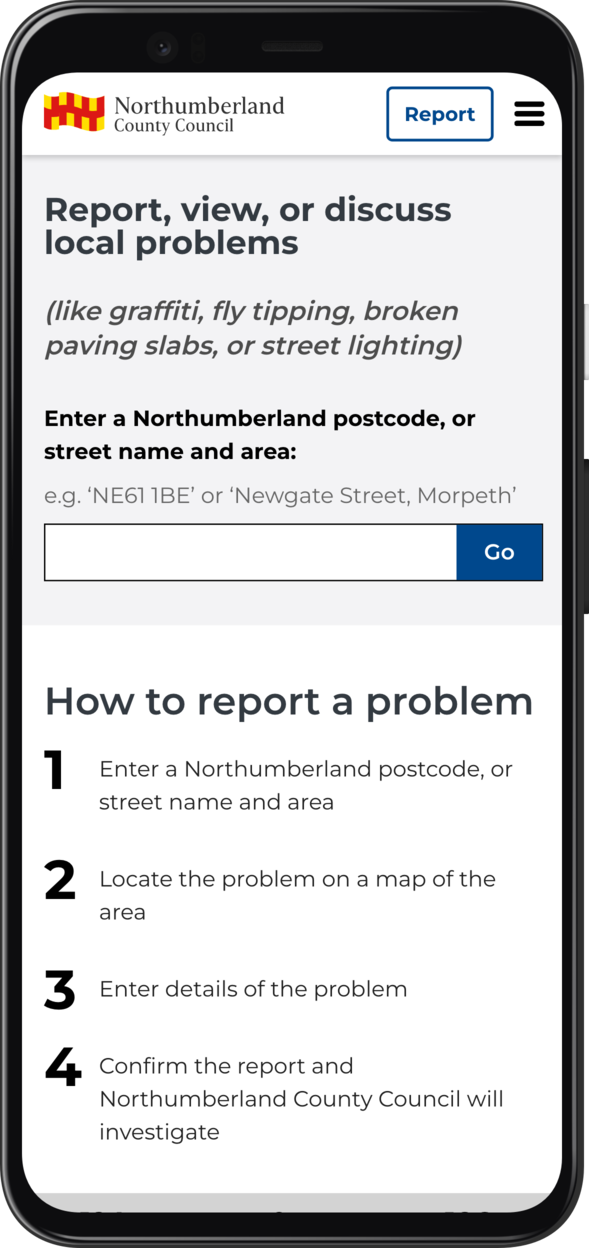 Northumberland
County Council
Report
Report, view, or discuss
local problems
(like graffiti, fly tipping, broken
paving slabs, or street lighting)
Enter a Northumberland postcode, or
street name and area:
e.g. ‘NE61 1BE’ or ‘Newgate Street, Morpeth’
Go
How to report a problem
1 Enter a Northumberland postcode, or
street name and area
2 Locate the problem on a map of the
area
3 Enter details of the problem
4 Confirm the report and
Northumberland County Council will
investigate